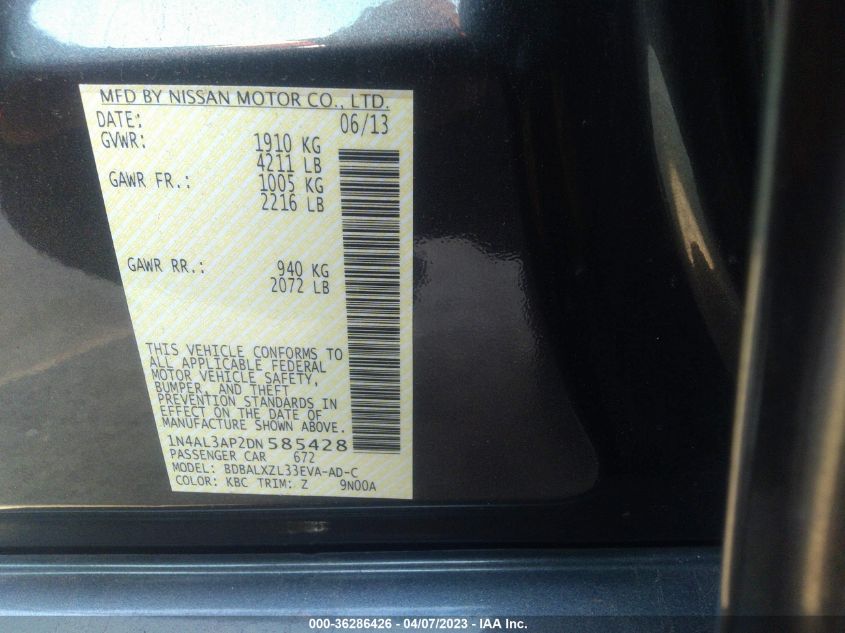 MFD BY NISSAN MOTOR CO., LTD.
DATE: 06/13
GVWR: 1910 KG
4211 LB
GAWR FR.: 1005 KG
2216 LB
GAWR RR.: 940 KG
2072 LB
THIS VEHICLE CONFORMS TO
ALL APPLICABLE FEDERAL
MOTOR VEHICLE SAFETY,
BUMPER, AND THEFT
PREVENTION STANDARDS IN
EFFECT ON THE DATE OF
MANUFACTURE SHOWN ABOVE.
1N4AL3AP2DN585428
PASSENGER CAR 672
MODEL: BDBALXZL33EVA-AD-C
COLOR: KBC TRIM: Z 9N00A
000-36286426 - 04/07/2023 - IAA Inc.